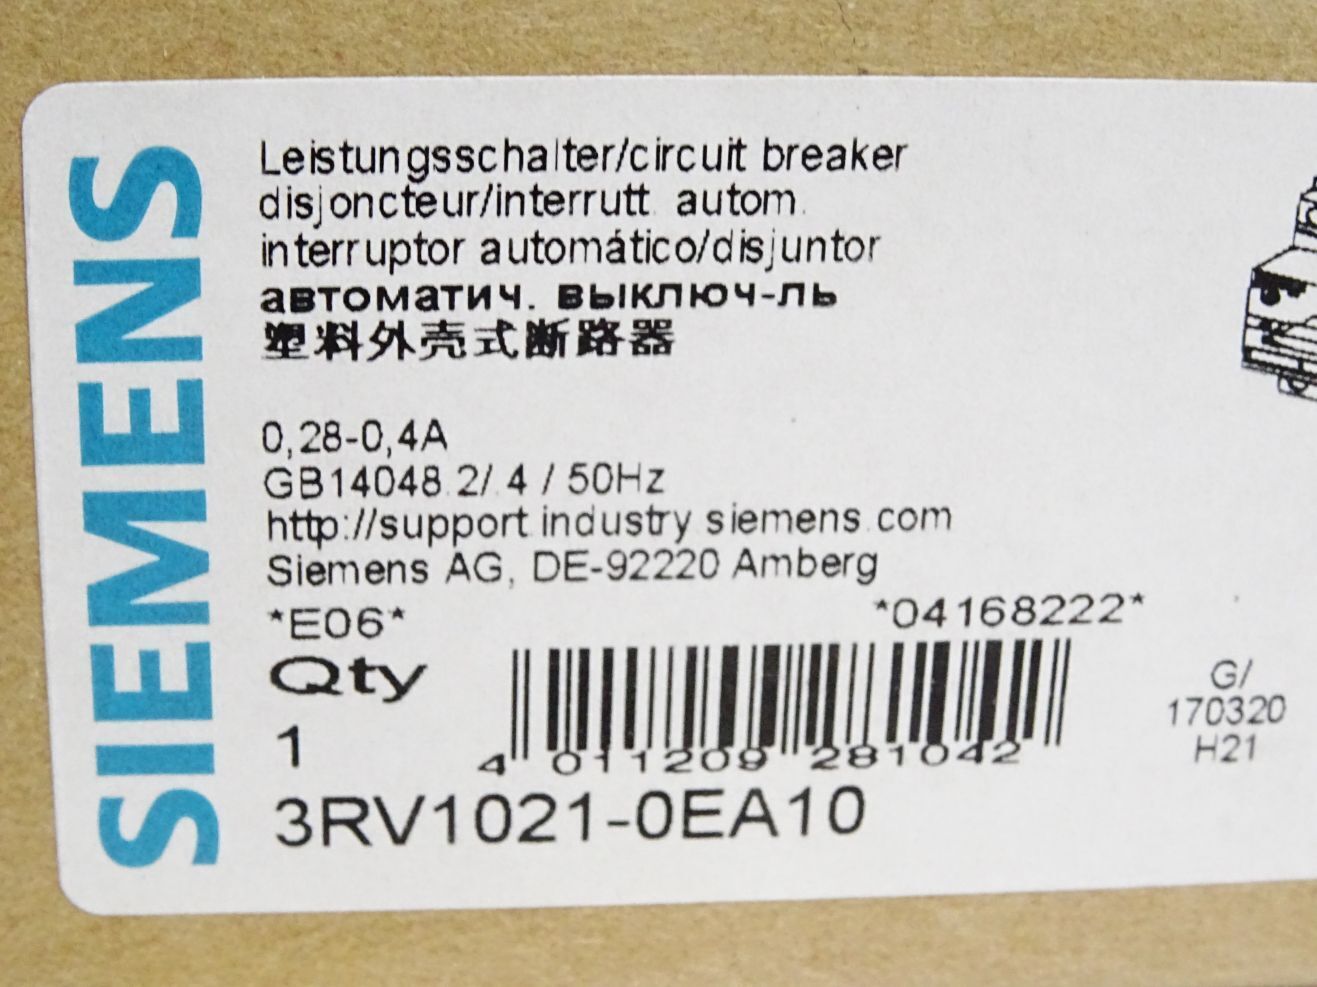 SIEMENS
Leistungsschalter/circuit breaker
disjoncteur/interrutt. autom.
interruptor automático/disjuntor
автоматич. выключ-ль
塑料外壳式断路器
0,28-0,4A
GB14048.2/.4 / 50Hz
http://support.industry.siemens.com
Siemens AG, DE-92220 Amberg
*E06* *04168222*
Qty
1
4 011209 281042
G/
170320
H21
3RV1021-0EA10